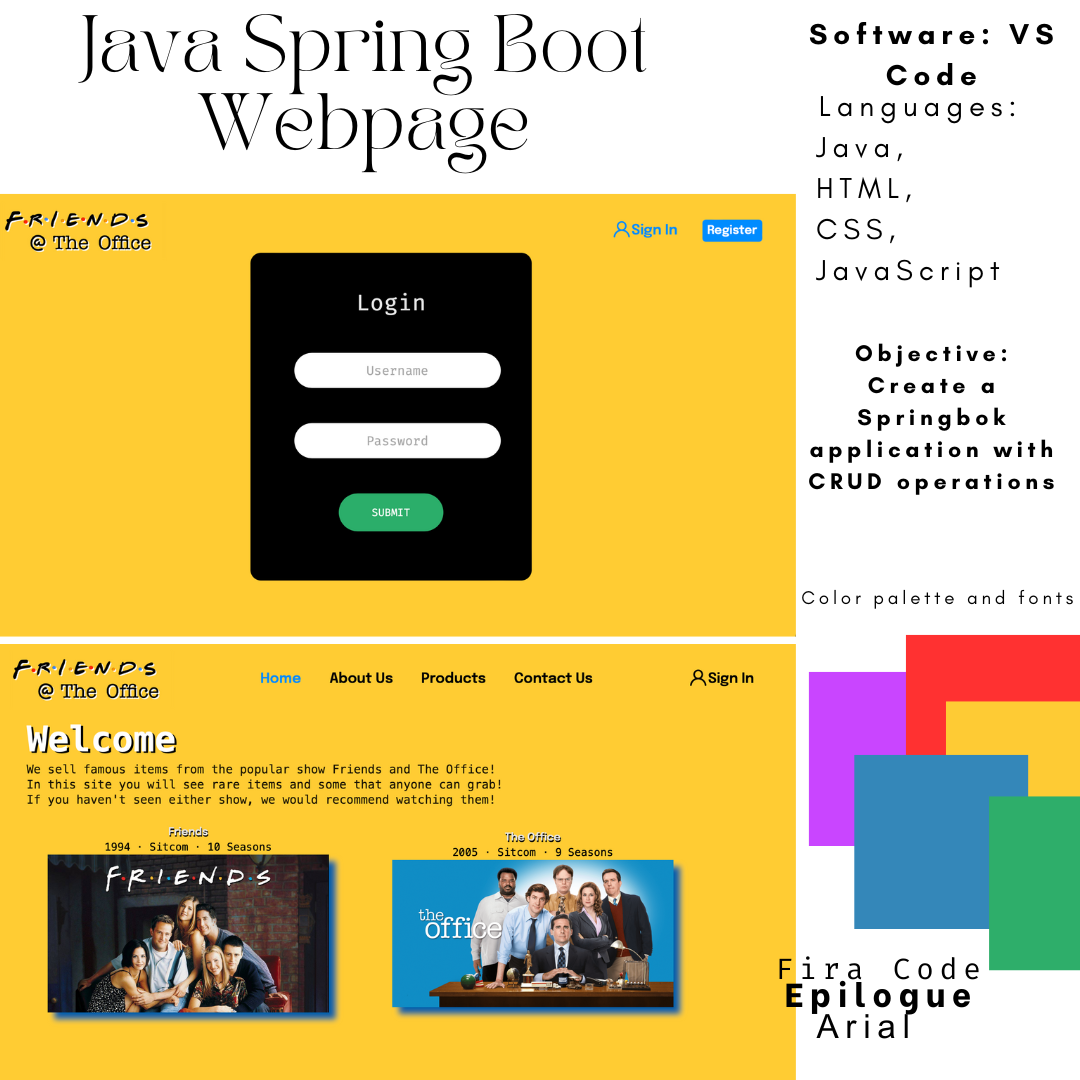 Java Spring Boot
Webpage
Software: VS
Code
Languages:
Java,
HTML,
CSS,
JavaScript
Objective:
Create a
Springbok
application with
CRUD operations
Color palette and fonts
Fira Code
Epilogue
Arial
F·R·I·E·N·D·S
@ The Office
Sign In
Register
Login
Username
Password
SUBMIT
F·R·I·E·N·D·S
@ The Office
Home About Us Products Contact Us
Sign In
Welcome
We sell famous items from the popular show Friends and The Office!
In this site you will see rare items and some that anyone can grab!
If you haven't seen either show, we would recommend watching them!
Friends
1994 · Sitcom · 10 Seasons
F·R·I·E·N·D·S
The Office
2005 · Sitcom · 9 Seasons
the
office